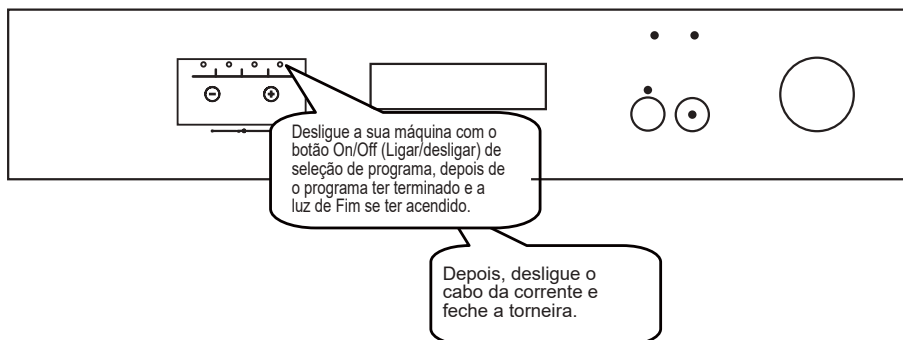 Desligue a sua máquina com o
botão On/Off (Ligar/desligar) de
seleção de programa, depois de
o programa ter terminado e a
luz de Fim se ter acendido.
Depois, desligue o
cabo da corrente e
feche a torneira.